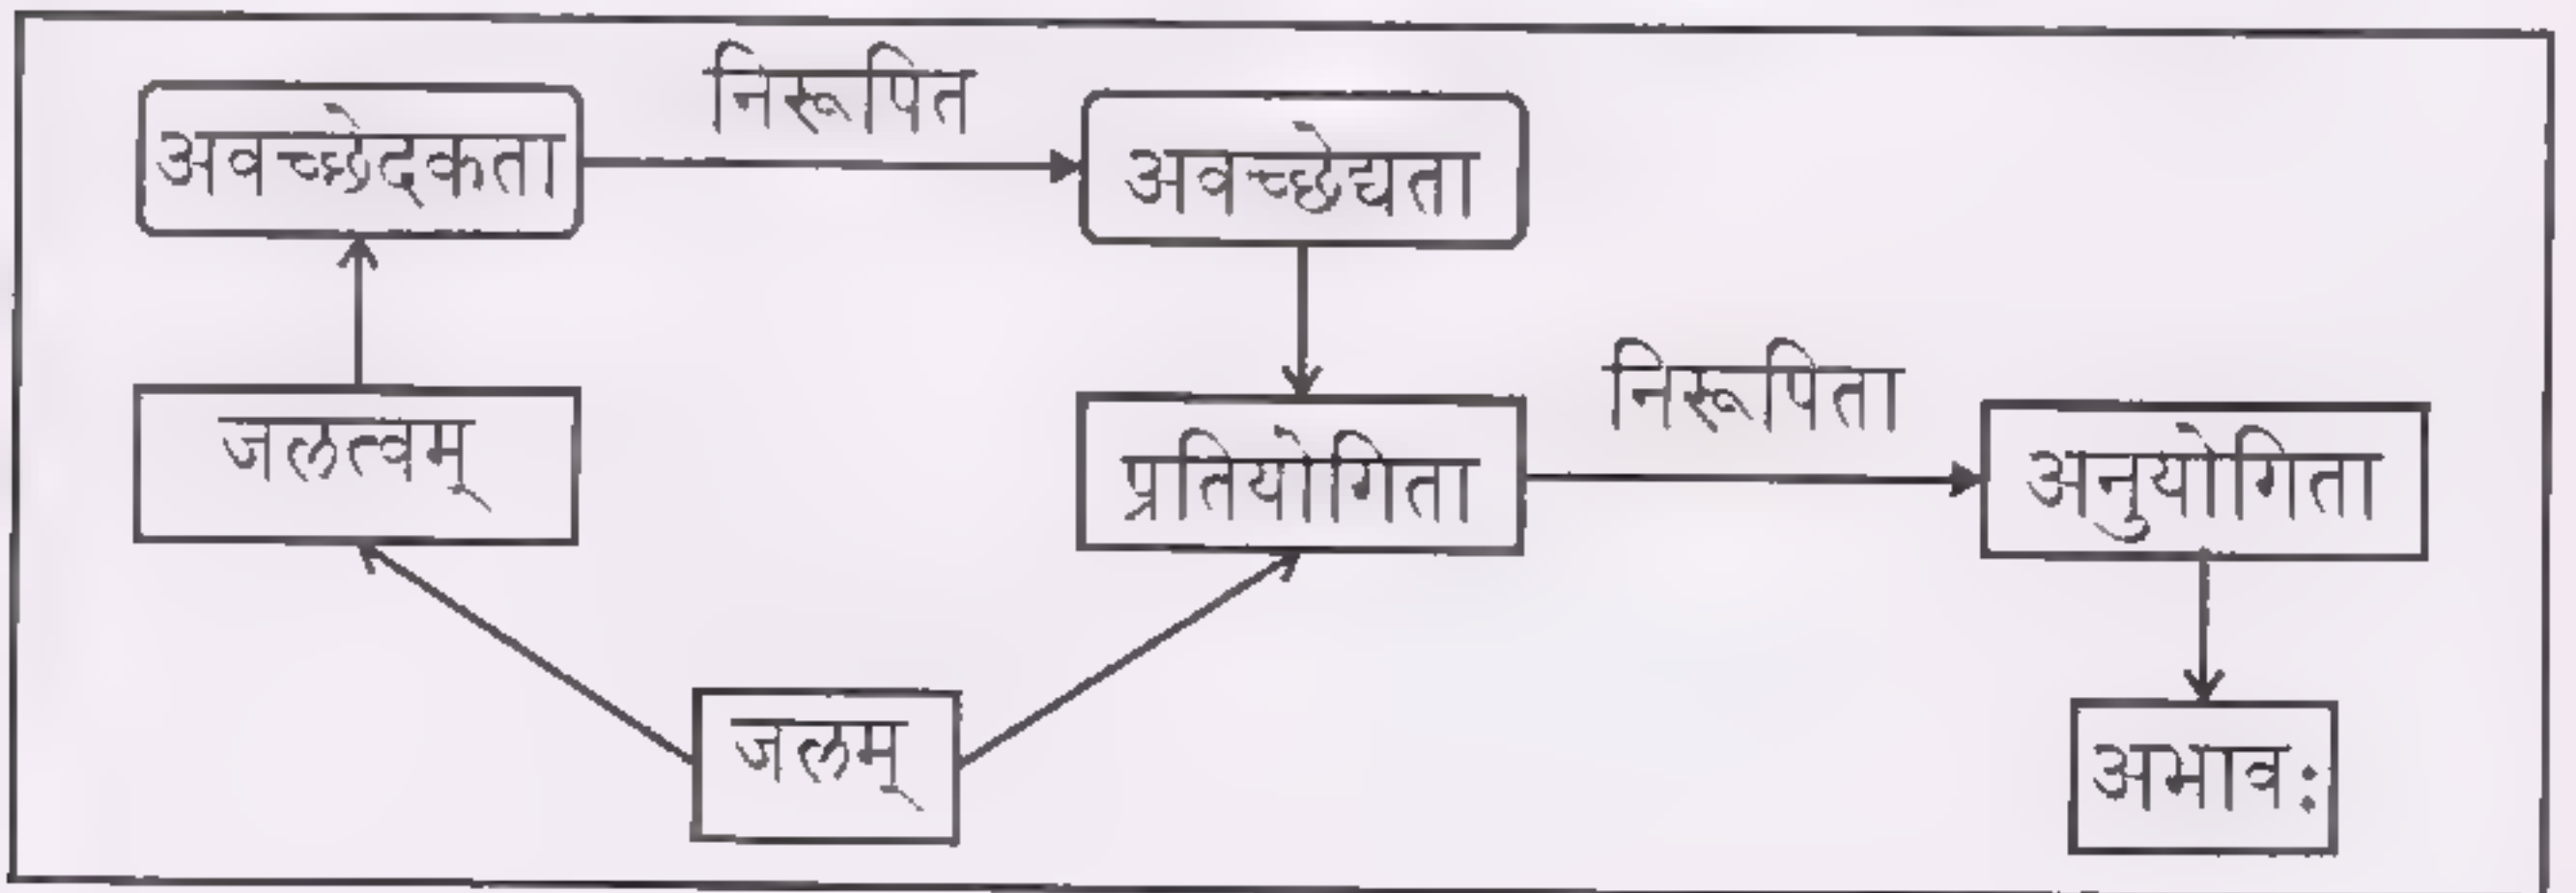 निरूपित
अवच्छेदकता
अवच्छेद्यता
निरूपिता
जलत्वम्
प्रतियोगिता
अनुयोगिता
जलम्
अभावः